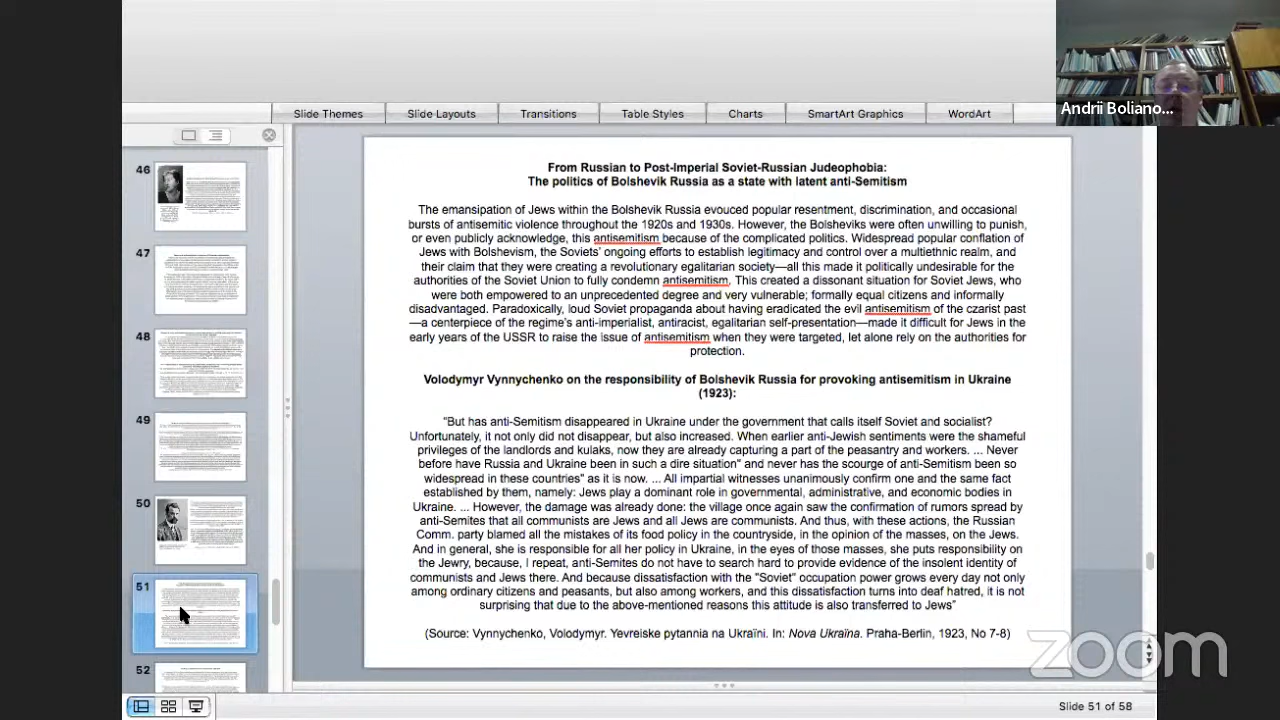 Andrii Boliano...
Slide Themes
Slide Layouts
Transitions
Table Styles
Charts
SmartArt Graphics
WordArt
46
47
48
49
50
51
52
From Russian to Post-Imperial Soviet-Russian Judeophobia:
The politics of Bolshevik Russia as a state with latent anti-Semitism
The emansipation of Jews within the Bolshevik Russia evouced popular resentment, discrimination, and occasional
bursts of antisemitic violence throughout the 1920s and 1930s. However, the Bolsheviks were often unwilling to punish,
or even publicly acknowledge, this antisemitism because of the complicated politics. Widespread popular conflation of
Jews with Bolshevism, the Soviets' ongoing efforts to establish legitimacy and control over a multiethnic realm, and
their claim that they were creating a revolutionary egalitarian society—all this made it politically undesirable for the
authorities of the Soviet Union to fully condemn antisemitism. This created a dissonant situation for Soviet Jews, who
were both empowered to an unprecedented degree and very vulnerable; formally equal citizens and informally
disadvantaged. Paradoxically, loud Soviet propaganda about having eradicated the evil antisemitism of the czarist past
—a centerpiece of the regime's anti-imperialist, antiracist, egalitarian self-presentation—made it difficult for Jews in the
early years of the USSR to raise the issue of antisemitism when they were targeted, let alone rely on the authorities for
protection.
Volodymyr Vynnychenko on the responsibility of Bolshevik Russia for provoking antisemitism in Ukraine
(1923):
"But has anti-Semitism disappeared in Ukraine under the government that calls itself Soviet and socialist?
Unfortunately, it not only did not disappear, but also increased. When earlier anti-Jewish sentiments were the shameful
privileges of the landlords and kulaks, now they are already capturing a part of the peasantry and workers. ... Never
before have Russia and Ukraine been in such a dire situation" and never has the scourge of anti-Semitism been so
widespread in these countries" as it is now. ... All impartial witnesses unanimously confirm one and the same fact
established by them, namely: Jews play a dominant role in governmental, administrative, and economic bodies in
Ukraine. ... However, the damage was already done: the village once again saw the confirmation of rumors spread by
anti-Semites that all communists are Jews and all Jews are communists. And thus, with these actions, the Russian
Comm. party blamed all the mistakes of its food policy in the countryside, in the opinion of the masses, on the Jews.
And in general, she is responsible for all her policy in Ukraine, in the eyes of those masses, she puts responsibility on
the Jewry, because, I repeat, anti-Semites do not have to search hard to provide evidence of the insolent identity of
communists and Jews there. And because dissatisfaction with the "Soviet" occupation power grows every day not only
among ordinary citizens and peasants, but also among workers, and this dissatisfaction turns into deaf hatred, it is not
surprising that due to the above-mentioned reasons this attitude is also transferred to Jews"
(Source: Vynnychenko, Volodymyr. Yevreiske pytannia na Ukraïni. In: Nova Ukraïna. Praha-Berlin, 1923, No 7-8)
zoom
Slide 51 of 58